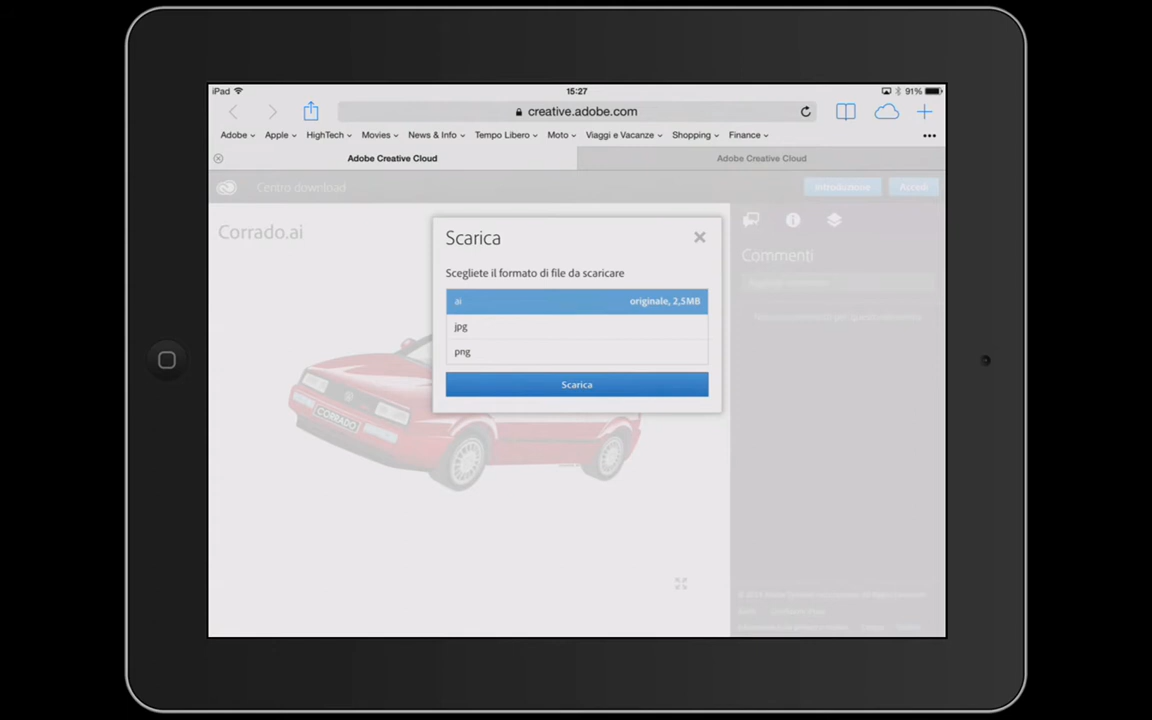 iPad 15:27 91%
creative.adobe.com
Adobe Apple HighTech Movies News & Info Tempo Libero Moto Viaggi e Vacanze Shopping Finance
Adobe Creative Cloud Adobe Creative Cloud
Centro download Introduzione Accedi
Corrado.ai
Scarica
Scegliete il formato di file da scaricare
ai originale, 2,5MB
jpg
png
Scarica
CORRADO
Commenti